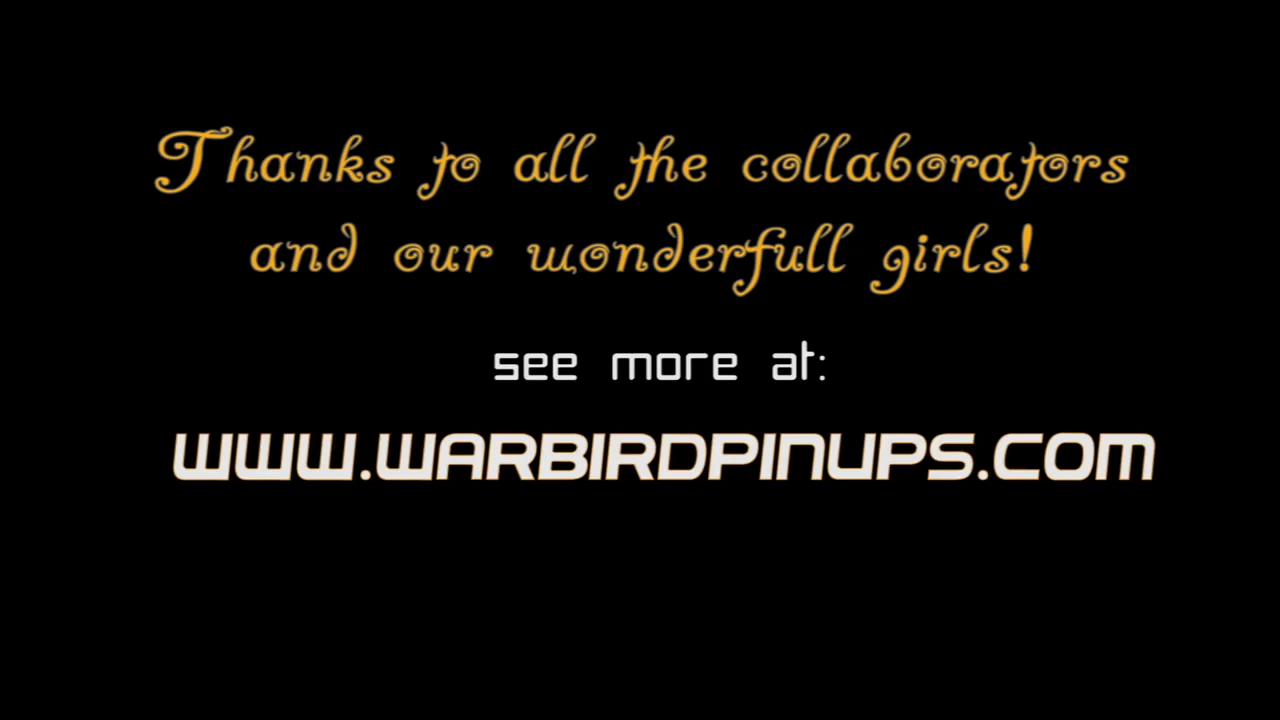 Thanks to all the collaborators
and our wonderfull girls!
see more at:
WWW.WARBIRDPINUPS.COM